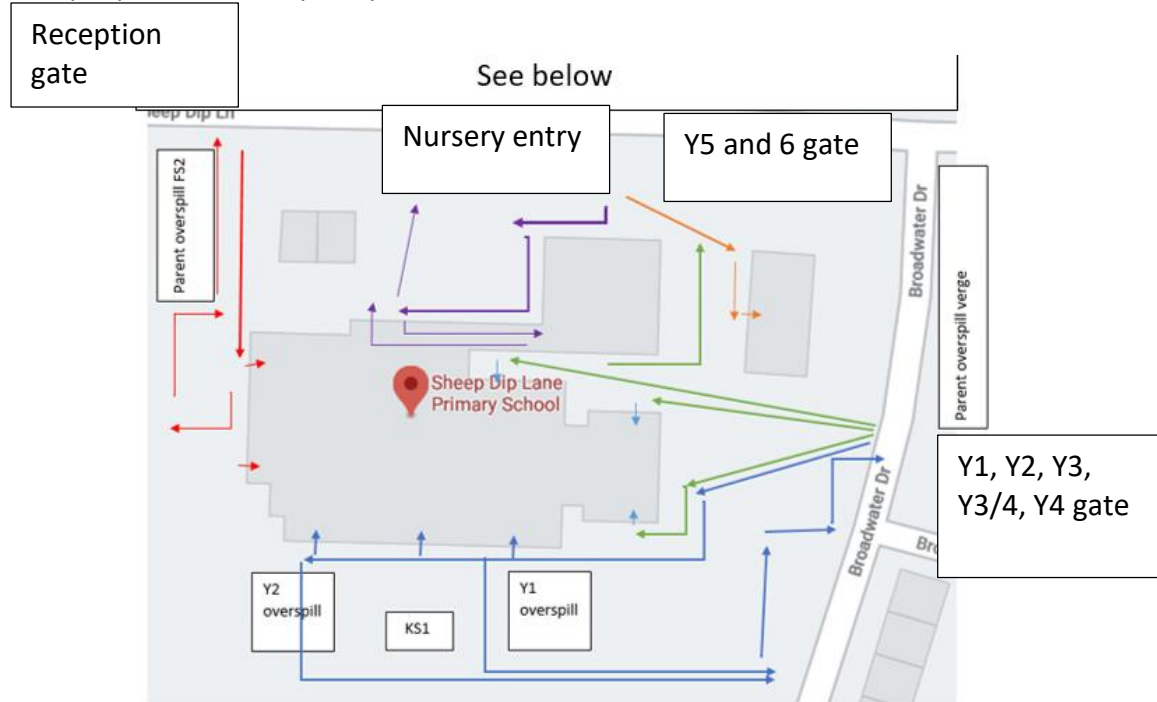 Reception
gate
See below
Nursery entry
Y5 and 6 gate
Parent overspill FS2
Broadwater Dr
Parent overspill verge
Sheep Dip Lane
Primary School
Y1, Y2, Y3,
Y3/4, Y4 gate
Broadwater Dr
Y2
overspill
KS1
Y1
overspill